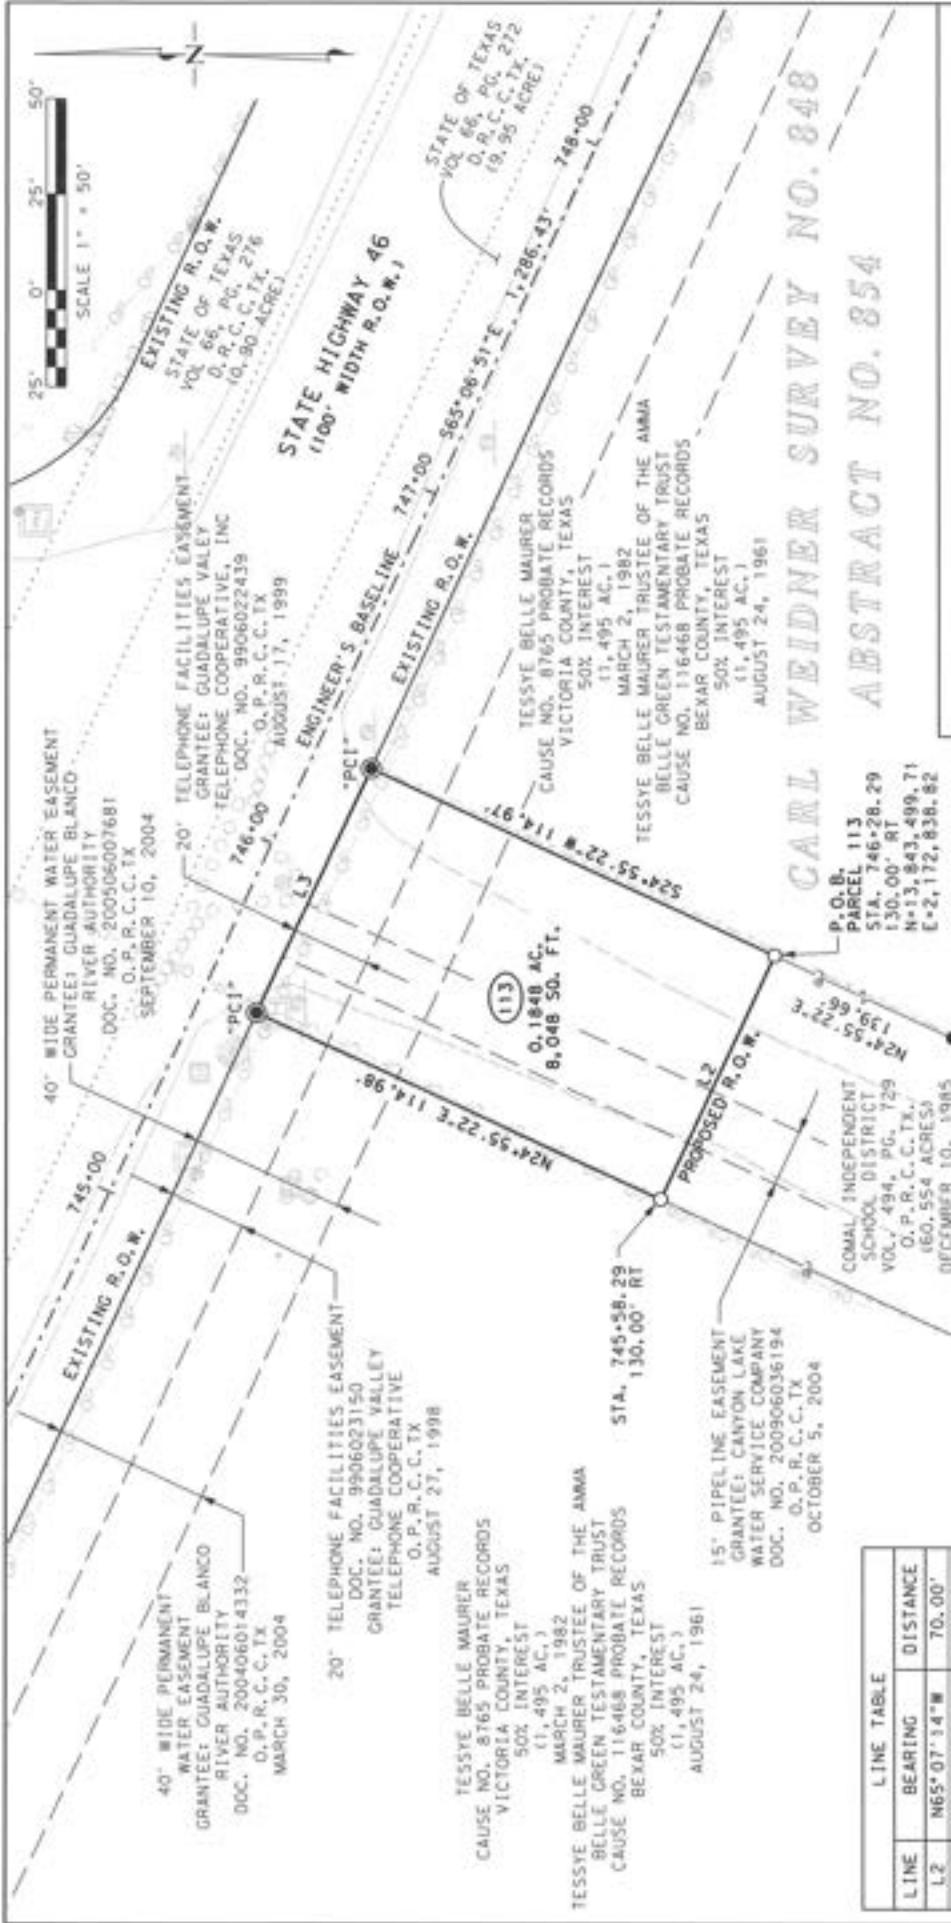 40' WIDE PERMANENT WATER EASEMENT
GRANTEE: GUADALUPE BLANCO
RIVER AUTHORITY
DOC. NO. 200506007681
O.P.R.C.C.TX
SEPTEMBER 10, 2004
20' TELEPHONE FACILITIES EASEMENT
GRANTEE: GUADALUPE VALEY
TELEPHONE COOPERATIVE, INC
DOC. NO. 9906022439
O.P.R.C.C.TX
AUGUST 17, 1999
EXISTING R.O.W.
STATE OF TEXAS
VOL 66, PG. 276
D.R.C.C.TX.
(0.90 ACRE)
25' 0' 25' 50'
SCALE 1" = 50'
N
STATE HIGHWAY 46
(100' WIDTH R.O.W.)
STATE OF TEXAS
VOL 66, PG. 272
D.R.C.C.TX.
(9.95 ACRE)
EXISTING R.O.W.
745+00
746+00
ENGINEER'S BASELINE
747+00
S65°06'51"E 1,286.43'
748+00
"PC1"
L3
"PC1"
EXISTING R.O.W.
40' WIDE PERMANENT
WATER EASEMENT
GRANTEE: GUADALUPE BLANCO
RIVER AUTHORITY
DOC. NO. 200406014332
O.P.R.C.C.TX
MARCH 30, 2004
20' TELEPHONE FACILITIES EASEMENT
DOC. NO. 9906023150
GRANTEE: GUADALUPE VALLEY
TELEPHONE COOPERATIVE
O.P.R.C.C.TX
AUGUST 27, 1998
N24°55'22"E 114.98'
113
0.1848 AC.
8,048 SQ. FT.
S24°55'22"W 114.97'
TESSYE BELLE MAURER
CAUSE NO. 8765 PROBATE RECORDS
VICTORIA COUNTY, TEXAS
50% INTEREST
(1,495 AC.)
MARCH 2, 1982
TESSYE BELLE MAURER TRUSTEE OF THE AMMA
BELLE GREEN TESTAMENTARY TRUST
CAUSE NO. 116468 PROBATE RECORDS
BEXAR COUNTY, TEXAS
50% INTEREST
(1,495 AC.)
AUGUST 24, 1961
TESSYE BELLE MAURER
CAUSE NO. 8765 PROBATE RECORDS
VICTORIA COUNTY, TEXAS
50% INTEREST
(1,495 AC.)
MARCH 2, 1982
TESSYE BELLE MAURER TRUSTEE OF THE AMMA
BELLE GREEN TESTAMENTARY TRUST
CAUSE NO. 116468 PROBATE RECORDS
BEXAR COUNTY, TEXAS
50% INTEREST
(1,495 AC.)
AUGUST 24, 1961
STA. 745+58.29
130.00' RT
L2
PROPOSED R.O.W.
15' PIPELINE EASEMENT
GRANTEE: CANYON LAKE
WATER SERVICE COMPANY
DOC. NO. 200906036194
O.P.R.C.C.TX
OCTOBER 5, 2004
CARL WEIDNER SURVEY NO. 848
ABSTRACT NO. 854
P.O.B.
PARCEL 113
STA. 746+28.29
130.00' RT
N=13,843,499.71
E=2,172,838.82
N24°55'22"E
139.66'
COMAL INDEPENDENT
SCHOOL DISTRICT
VOL. 494, PG. 729
O.P.R.C.C.TX.
(60.554 ACRES)
DECEMBER 10, 1985
LINE TABLE
LINE BEARING DISTANCE
L2 N65°07'14"W 70.00'